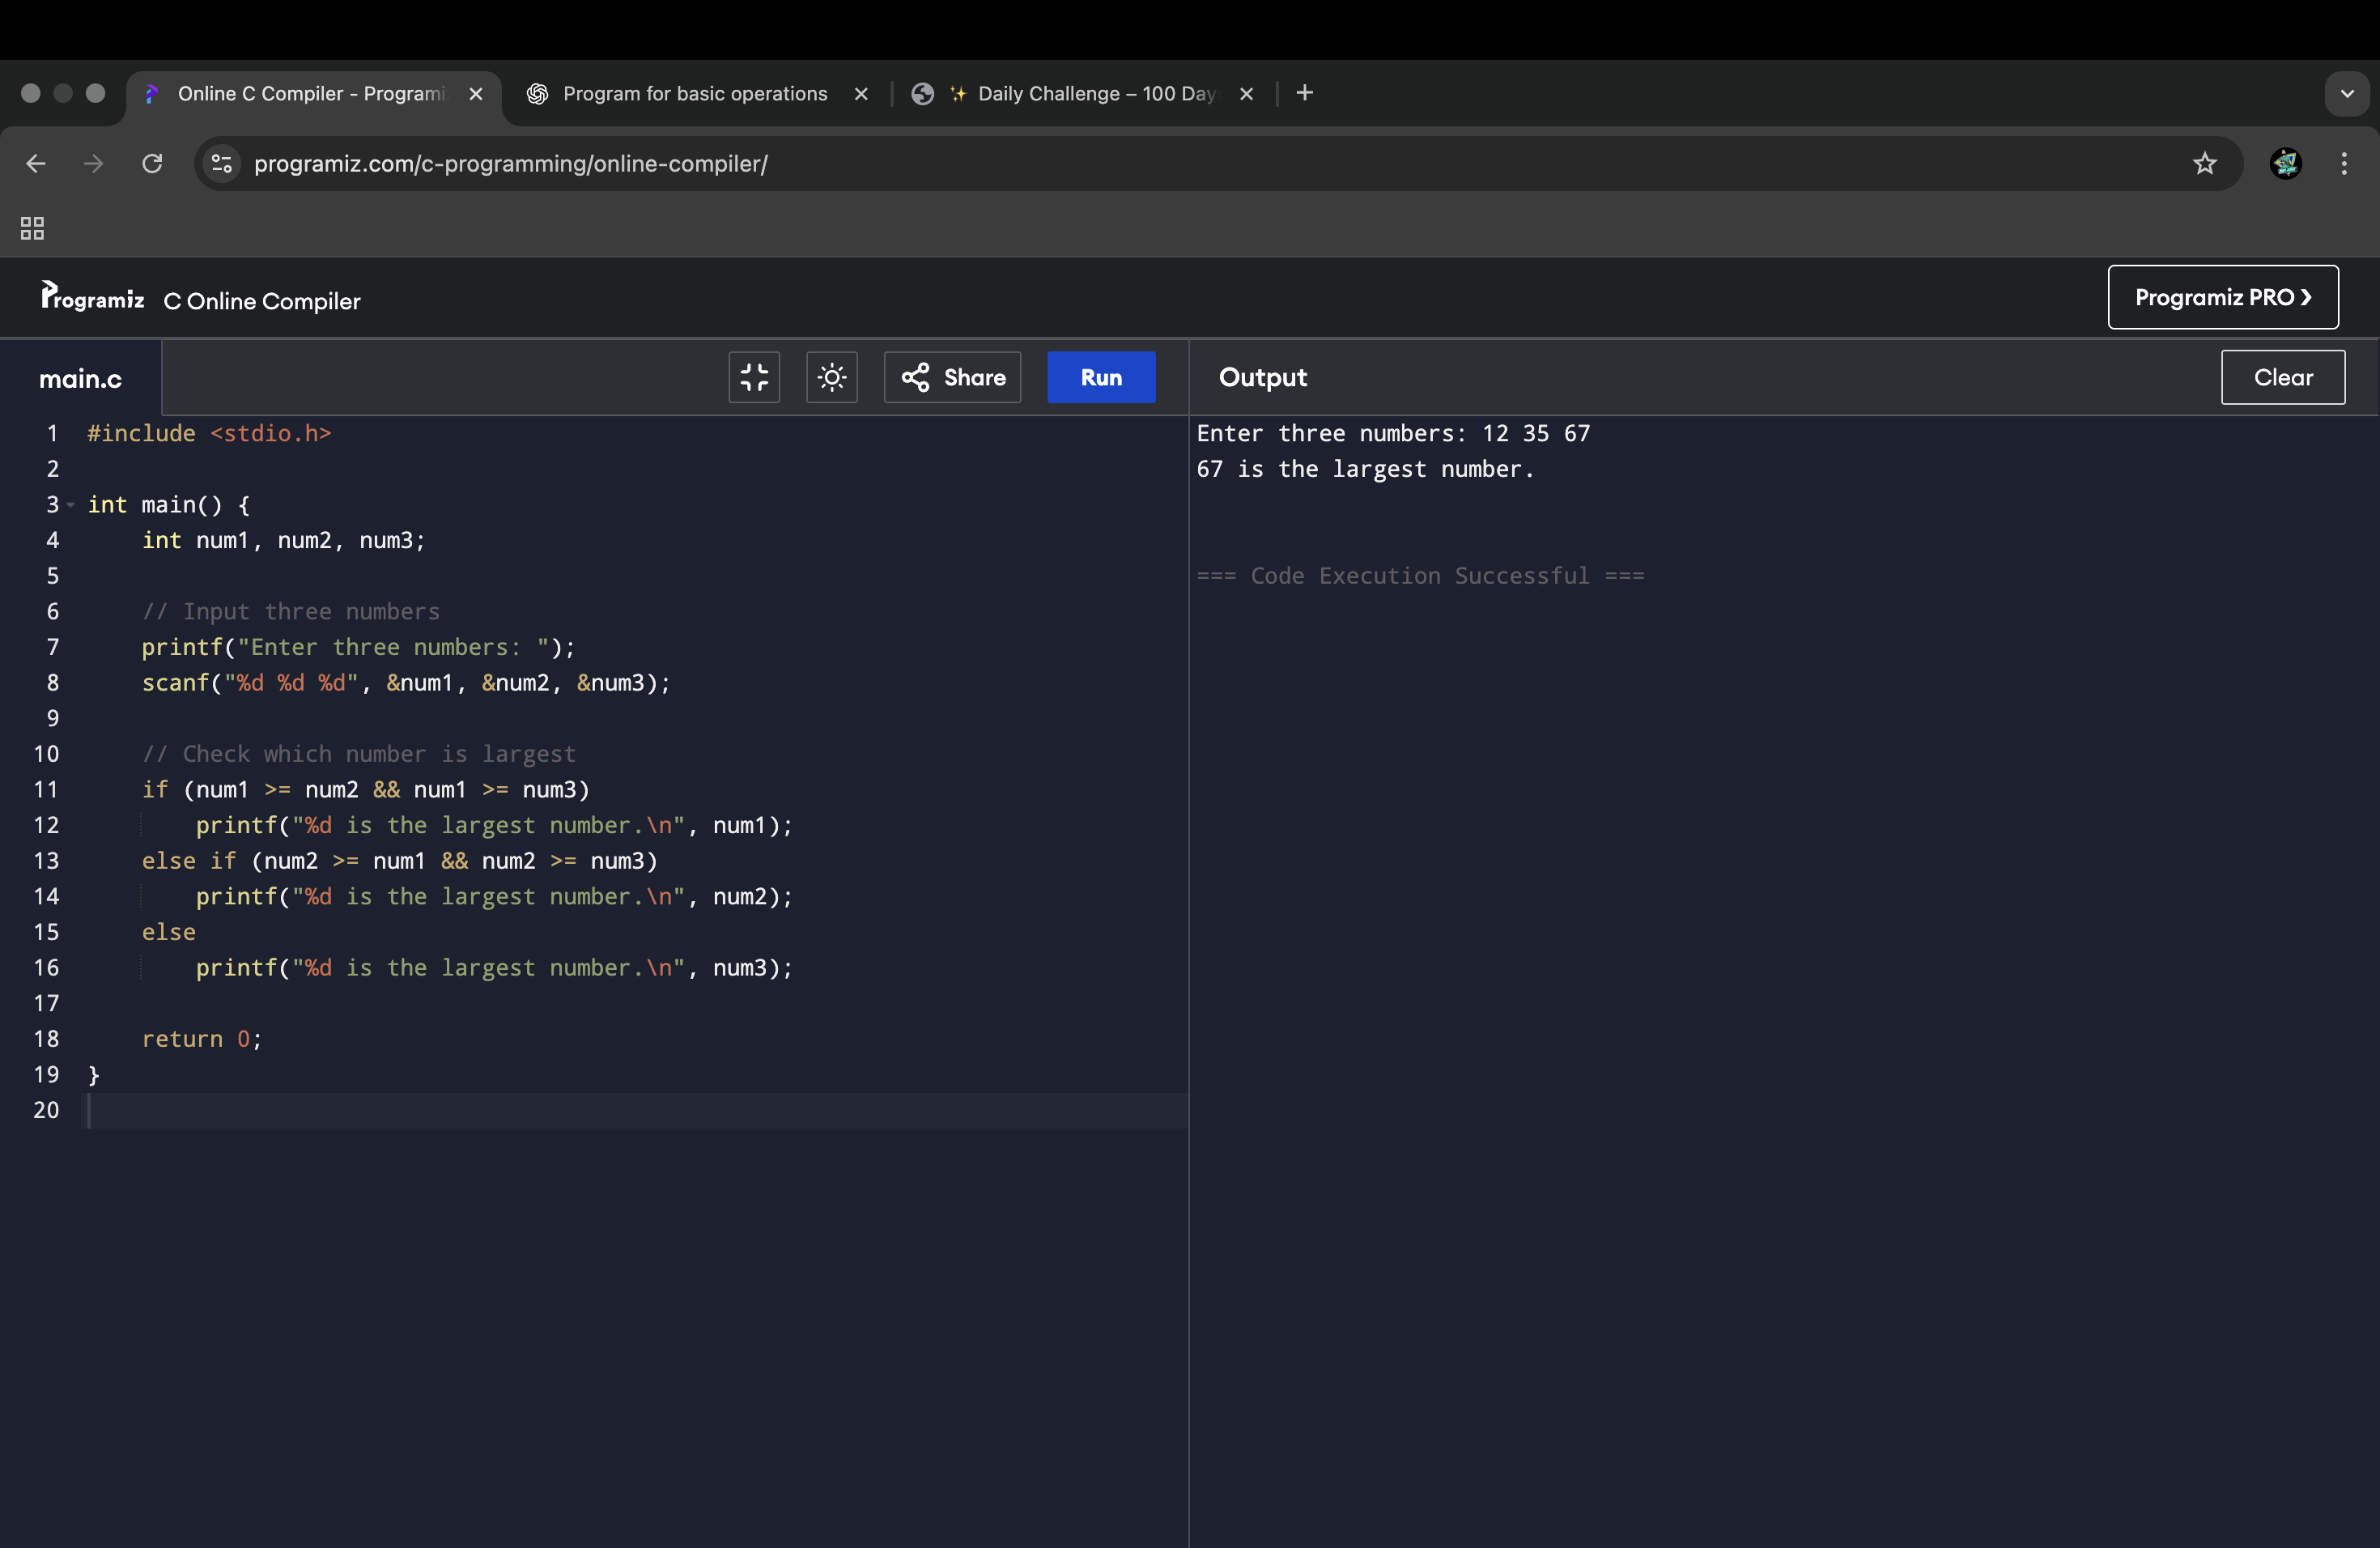 Online C Compiler - Programi
Program for basic operations
✨ Daily Challenge – 100 Day
programiz.com/c-programming/online-compiler/
Programiz C Online Compiler
Programiz PRO ❯
main.c
Share
Run
Output
Clear
1 #include <stdio.h>
2
3 int main() {
4     int num1, num2, num3;
5
6     // Input three numbers
7     printf("Enter three numbers: ");
8     scanf("%d %d %d", &num1, &num2, &num3);
9
10     // Check which number is largest
11     if (num1 >= num2 && num1 >= num3)
12         printf("%d is the largest number.\n", num1);
13     else if (num2 >= num1 && num2 >= num3)
14         printf("%d is the largest number.\n", num2);
15     else
16         printf("%d is the largest number.\n", num3);
17
18     return 0;
19 }
20
Enter three numbers: 12 35 67
67 is the largest number.
=== Code Execution Successful ===